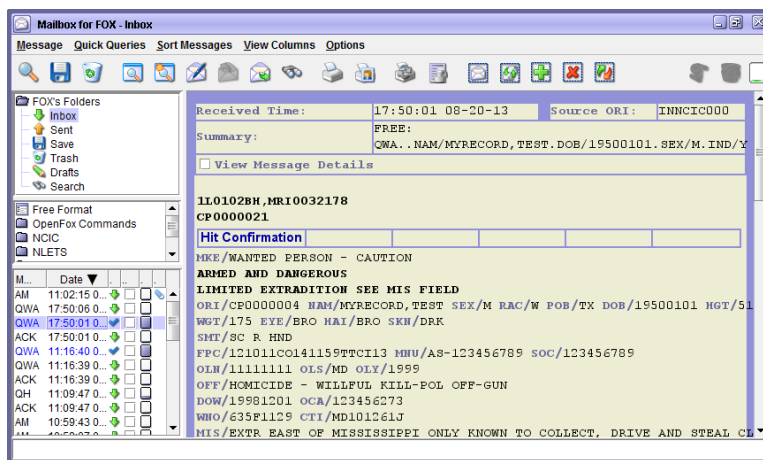 Mailbox for FOX - Inbox
Message Quick Queries Sort Messages View Columns Options
FOX's Folders
Inbox
Sent
Save
Trash
Drafts
Search
Free Format
OpenFox Commands
NCIC
NLETS
M... Date
AM 11:02:15 0...
QWA 17:50:06 0...
QWA 17:50:01 0...
ACK 17:50:01 0...
QWA 11:16:40 0...
QWA 11:16:39 0...
ACK 11:16:39 0...
QH 11:09:47 0...
ACK 11:09:47 0...
AM 10:59:43 0...
Received Time: 17:50:01 08-20-13 Source ORI: INNCIC000
Summary: FREE:
QWA..NAM/MYRECORD,TEST.DOB/19500101.SEX/M.IND/Y
View Message Details
1L0102BH,MRI0032178
CP0000021
Hit Confirmation
MKE/WANTED PERSON - CAUTION
ARMED AND DANGEROUS
LIMITED EXTRADITION SEE MIS FIELD
ORI/CP0000004 NAM/MYRECORD,TEST SEX/M RAC/W POB/TX DOB/19500101 HGT/51
WGT/175 EYE/BRO HAI/BRO SKN/DRK
SMT/SC R HND
FPC/121011CO141159TTCI13 MNU/AS-123456789 SOC/123456789
OLN/11111111 OLS/MD OLY/1999
OFF/HOMICIDE - WILLFUL KILL-POL OFF-GUN
DOW/19981201 OCA/123456273
WNO/635F1129 CTI/MD101261J
MIS/EXTR EAST OF MISSISSIPPI ONLY KNOWN TO COLLECT, DRIVE AND STEAL CL